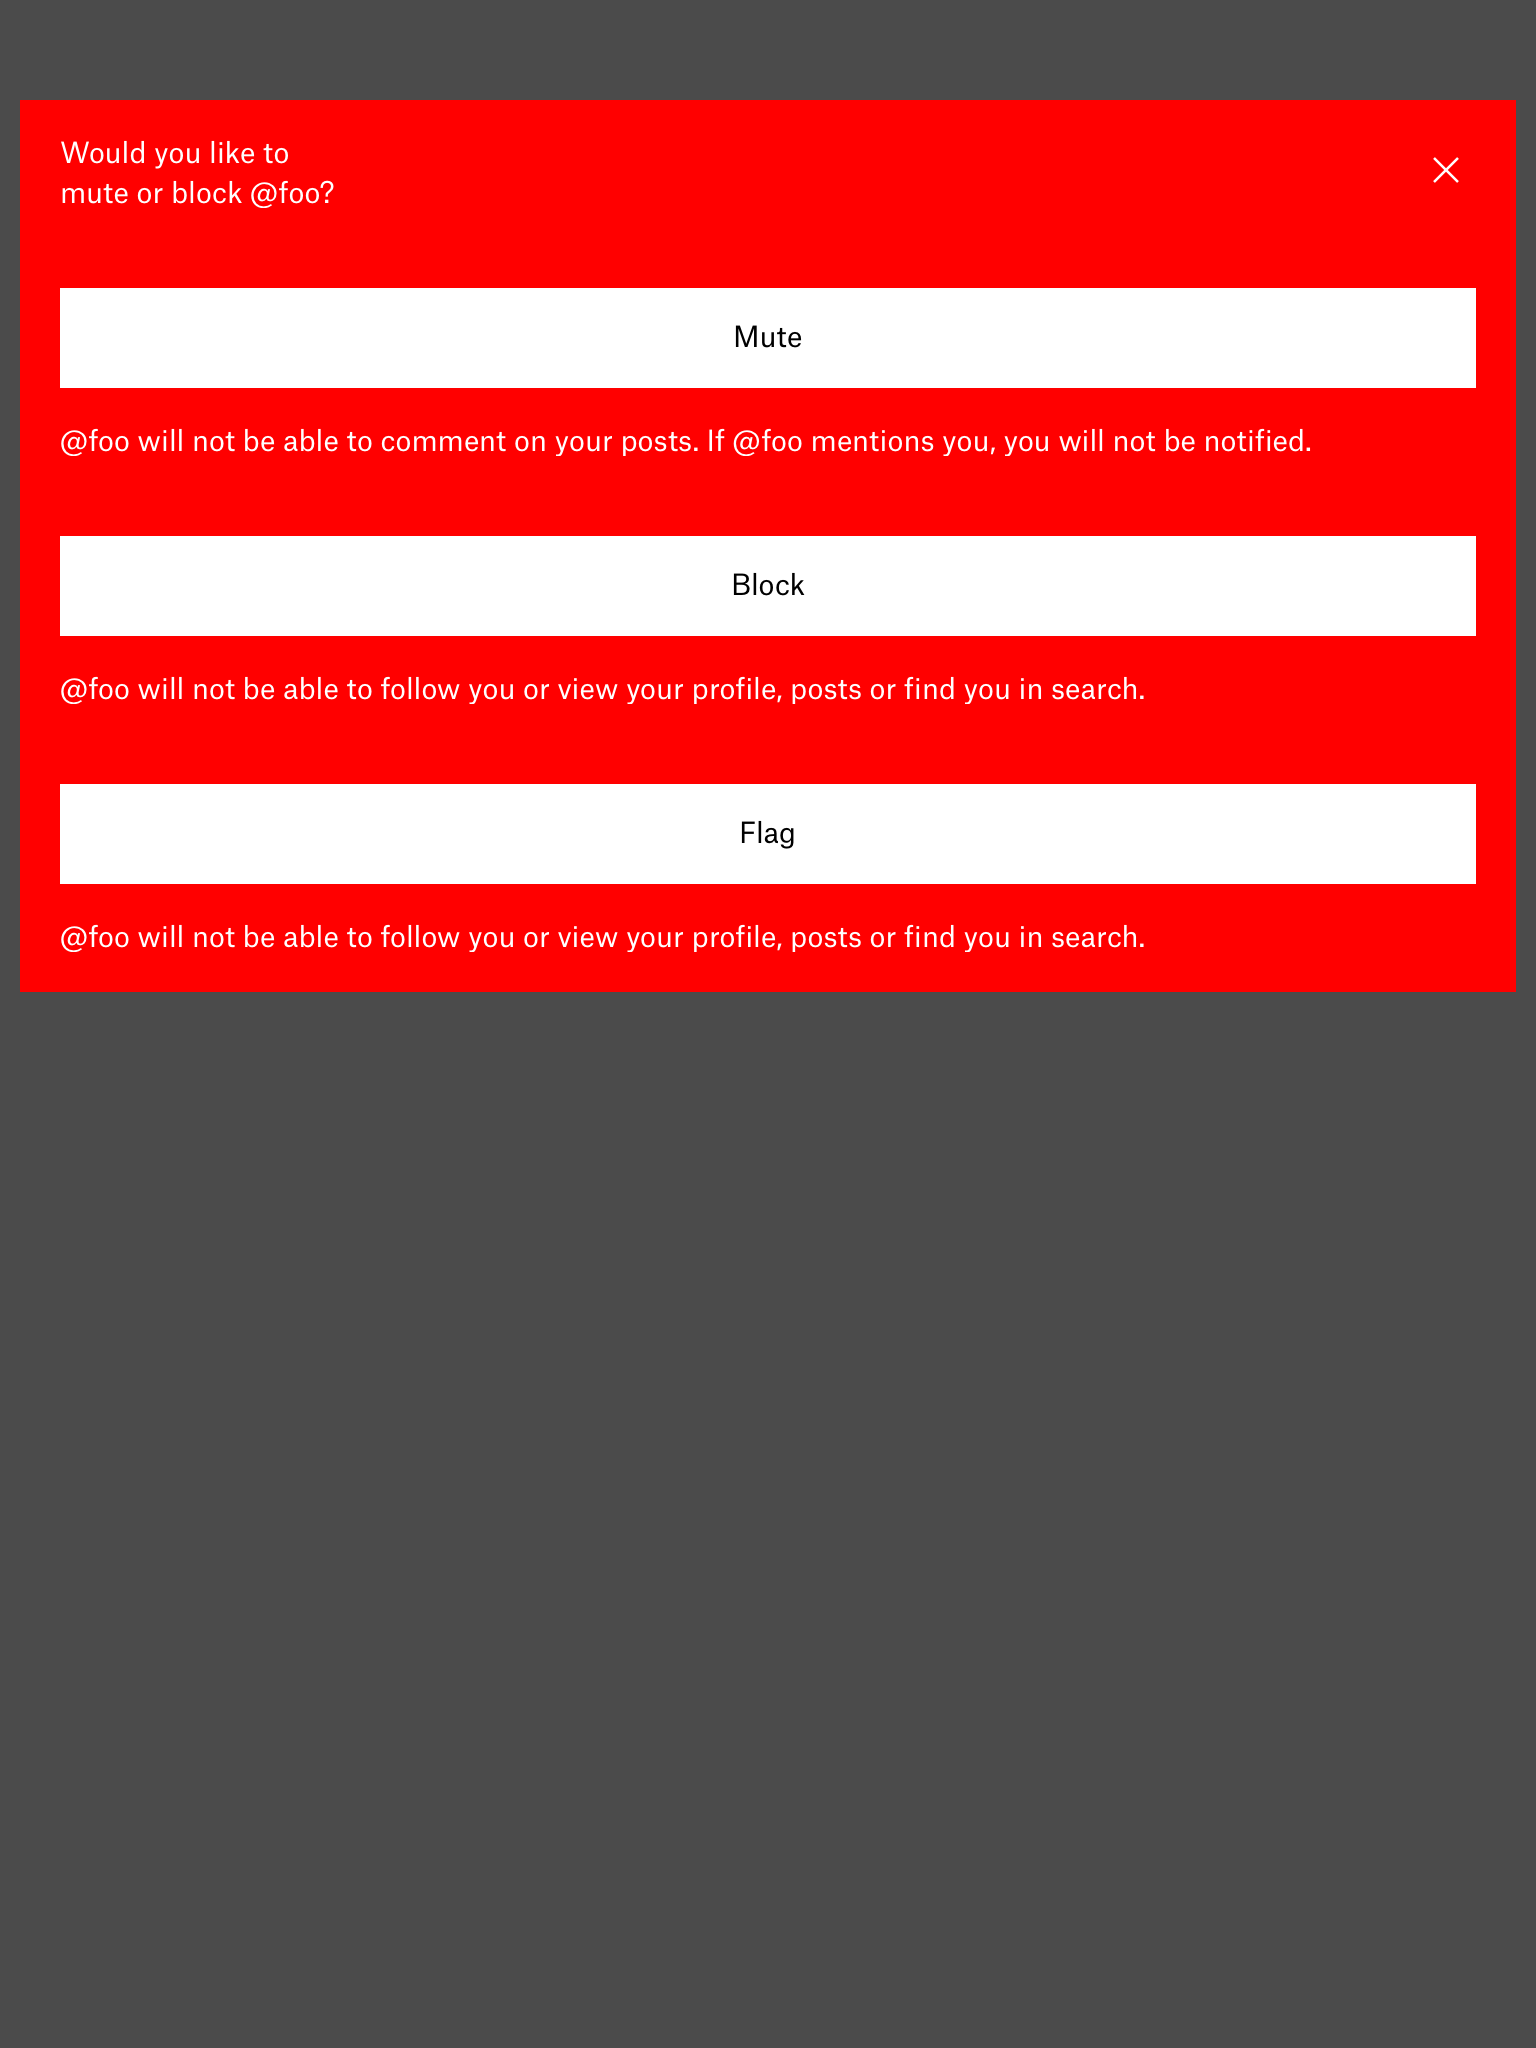 Would you like to
mute or block @foo?
Mute
@foo will not be able to comment on your posts. If @foo mentions you, you will not be notified.
Block
@foo will not be able to follow you or view your profile, posts or find you in search.
Flag
@foo will not be able to follow you or view your profile, posts or find you in search.